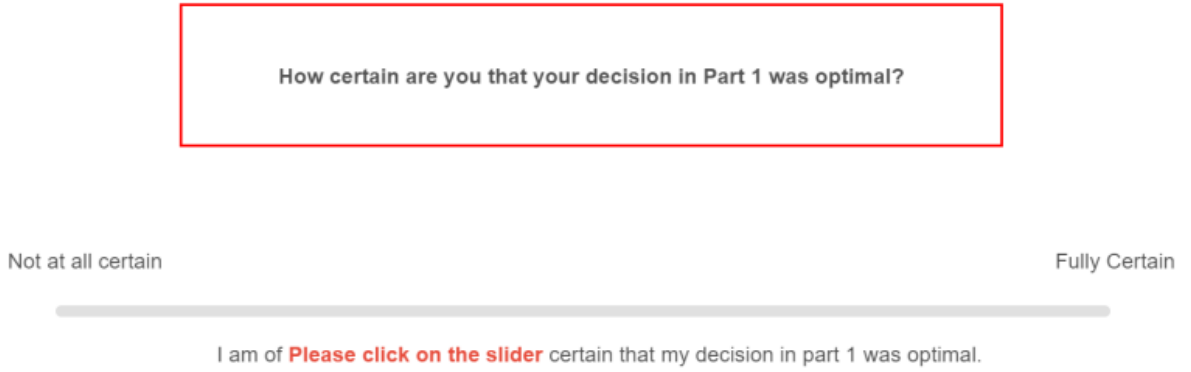 How certain are you that your decision in Part 1 was optimal?
Not at all certain
Fully Certain
I am of Please click on the slider certain that my decision in part 1 was optimal.